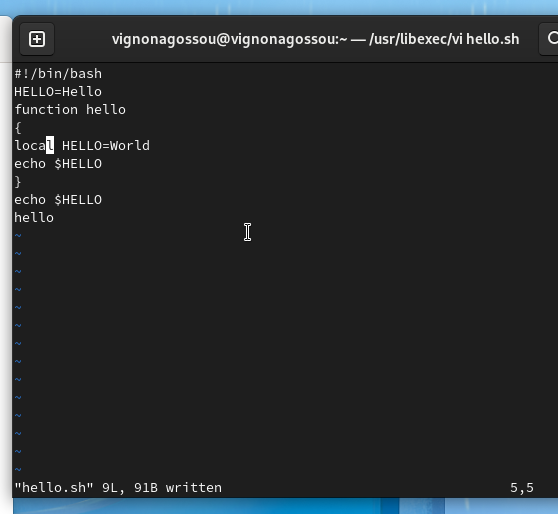 vignonagossou@vignonagossou:~ — /usr/libexec/vi hello.sh
#!/bin/bash
HELLO=Hello
function hello
{
local HELLO=World
echo $HELLO
}
echo $HELLO
hello
~
~
~
~
~
~
~
~
~
~
~
~
~
~
"hello.sh" 9L, 91B written 5,5